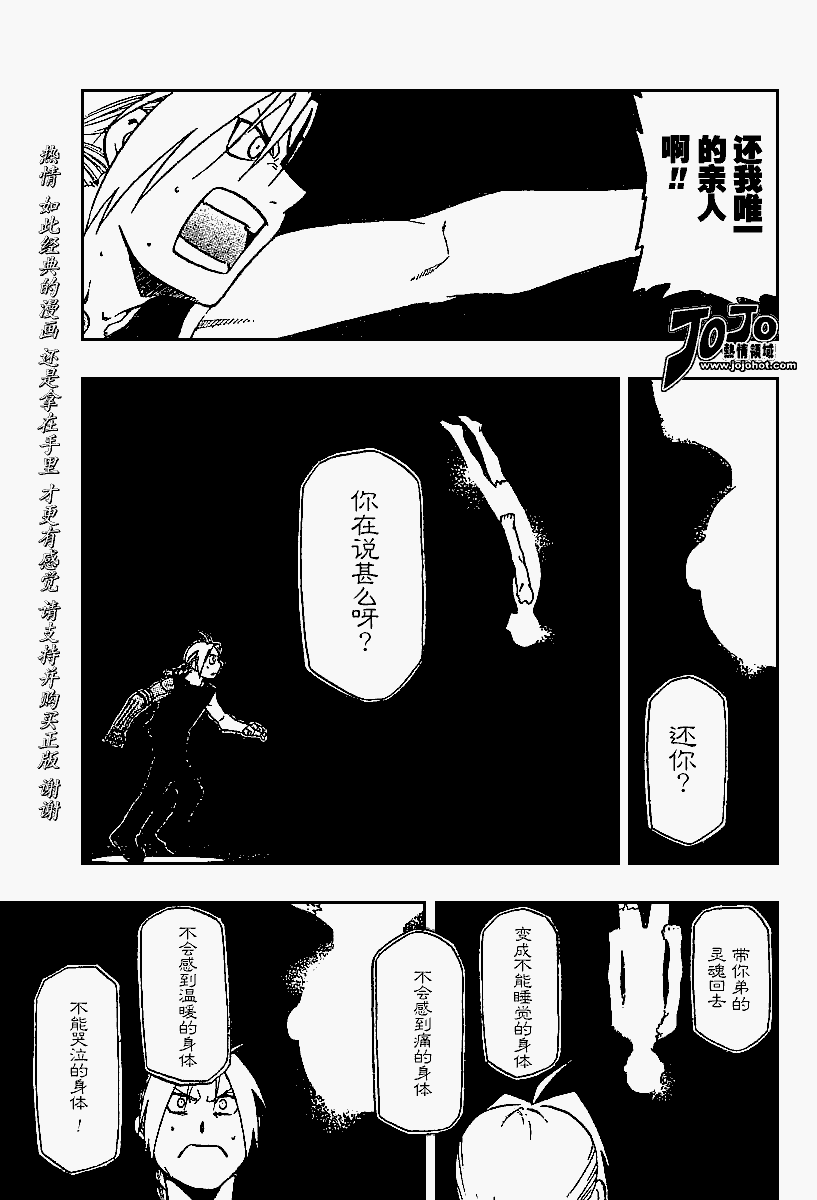 还我唯一
的亲人
啊!!
JOJO
熱情領域
www.jojohot.com
还你？
你在说甚么呀？
带你弟的
灵魂回去
变成不能睡觉的身体
不会感到痛的身体
不会感到温暖的身体
不能哭泣的身体！
热情 如此经典的漫画 还是拿在手里 才更有感觉 请支持并购买正版 谢谢